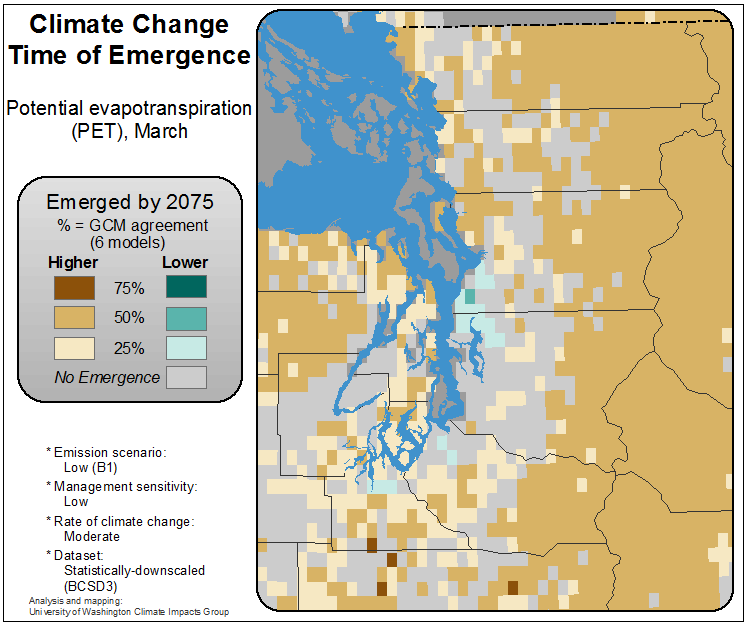 Climate Change
Time of Emergence
Potential evapotranspiration
(PET), March
Emerged by 2075
% = GCM agreement
(6 models)
Higher Lower
75%
50%
25%
No Emergence
* Emission scenario:
Low (B1)
* Management sensitivity:
Low
* Rate of climate change:
Moderate
* Dataset:
Statistically-downscaled
(BCSD3)
Analysis and mapping:
University of Washington Climate Impacts Group